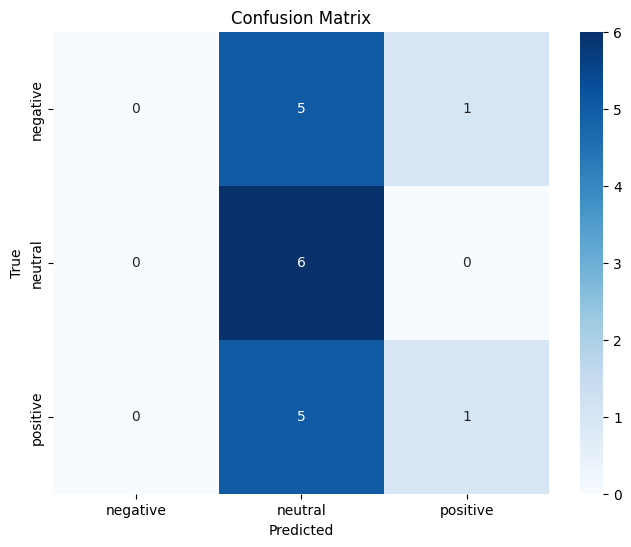 Confusion Matrix
negative
0
5
1
neutral
0
6
0
positive
0
5
1
True
negative
neutral
positive
Predicted
6
5
4
3
2
1
0